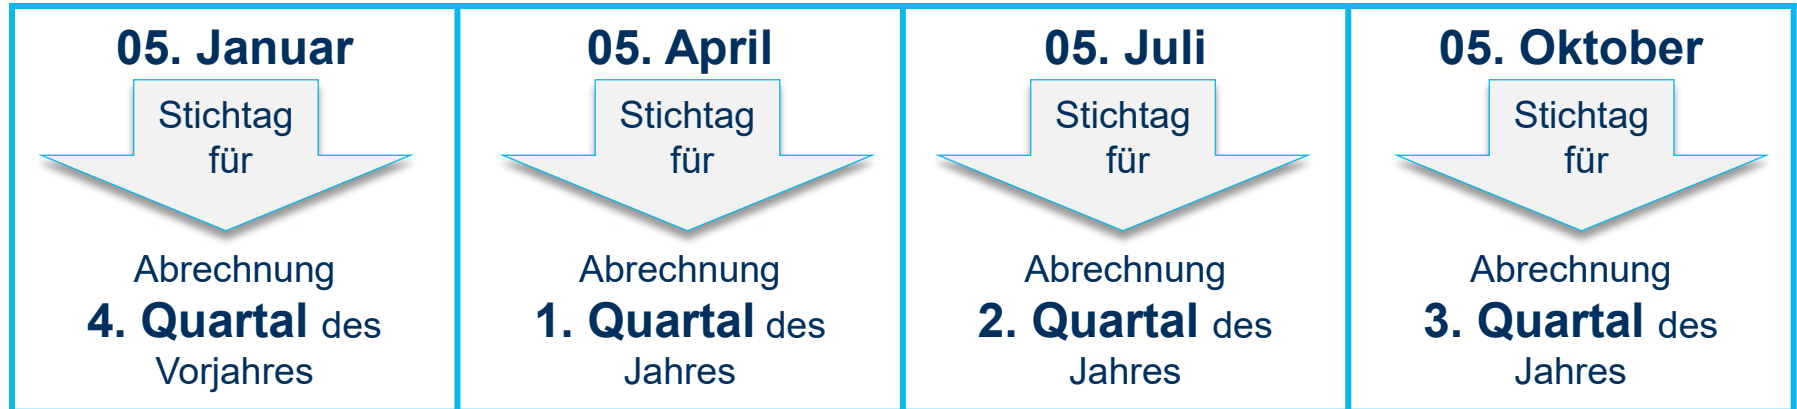 05. Januar
Stichtag
für
Abrechnung
4. Quartal des
Vorjahres
05. April
Stichtag
für
Abrechnung
1. Quartal des
Jahres
05. Juli
Stichtag
für
Abrechnung
2. Quartal des
Jahres
05. Oktober
Stichtag
für
Abrechnung
3. Quartal des
Jahres